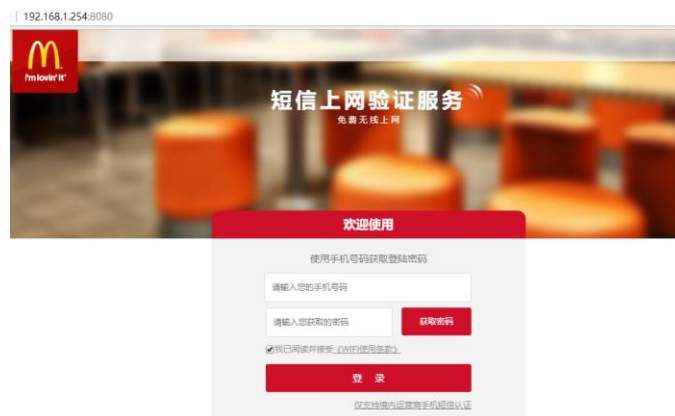 192.168.1.254:8080
i'm lovin' it
短信上网验证服务
免费无线上网
欢迎使用
使用手机号码获取登陆密码
请输入您的手机号码
请输入您获取的密码
获取密码
我已阅读并接受《WIFI使用条款》
登 录
仅支持境内运营商手机短信认证